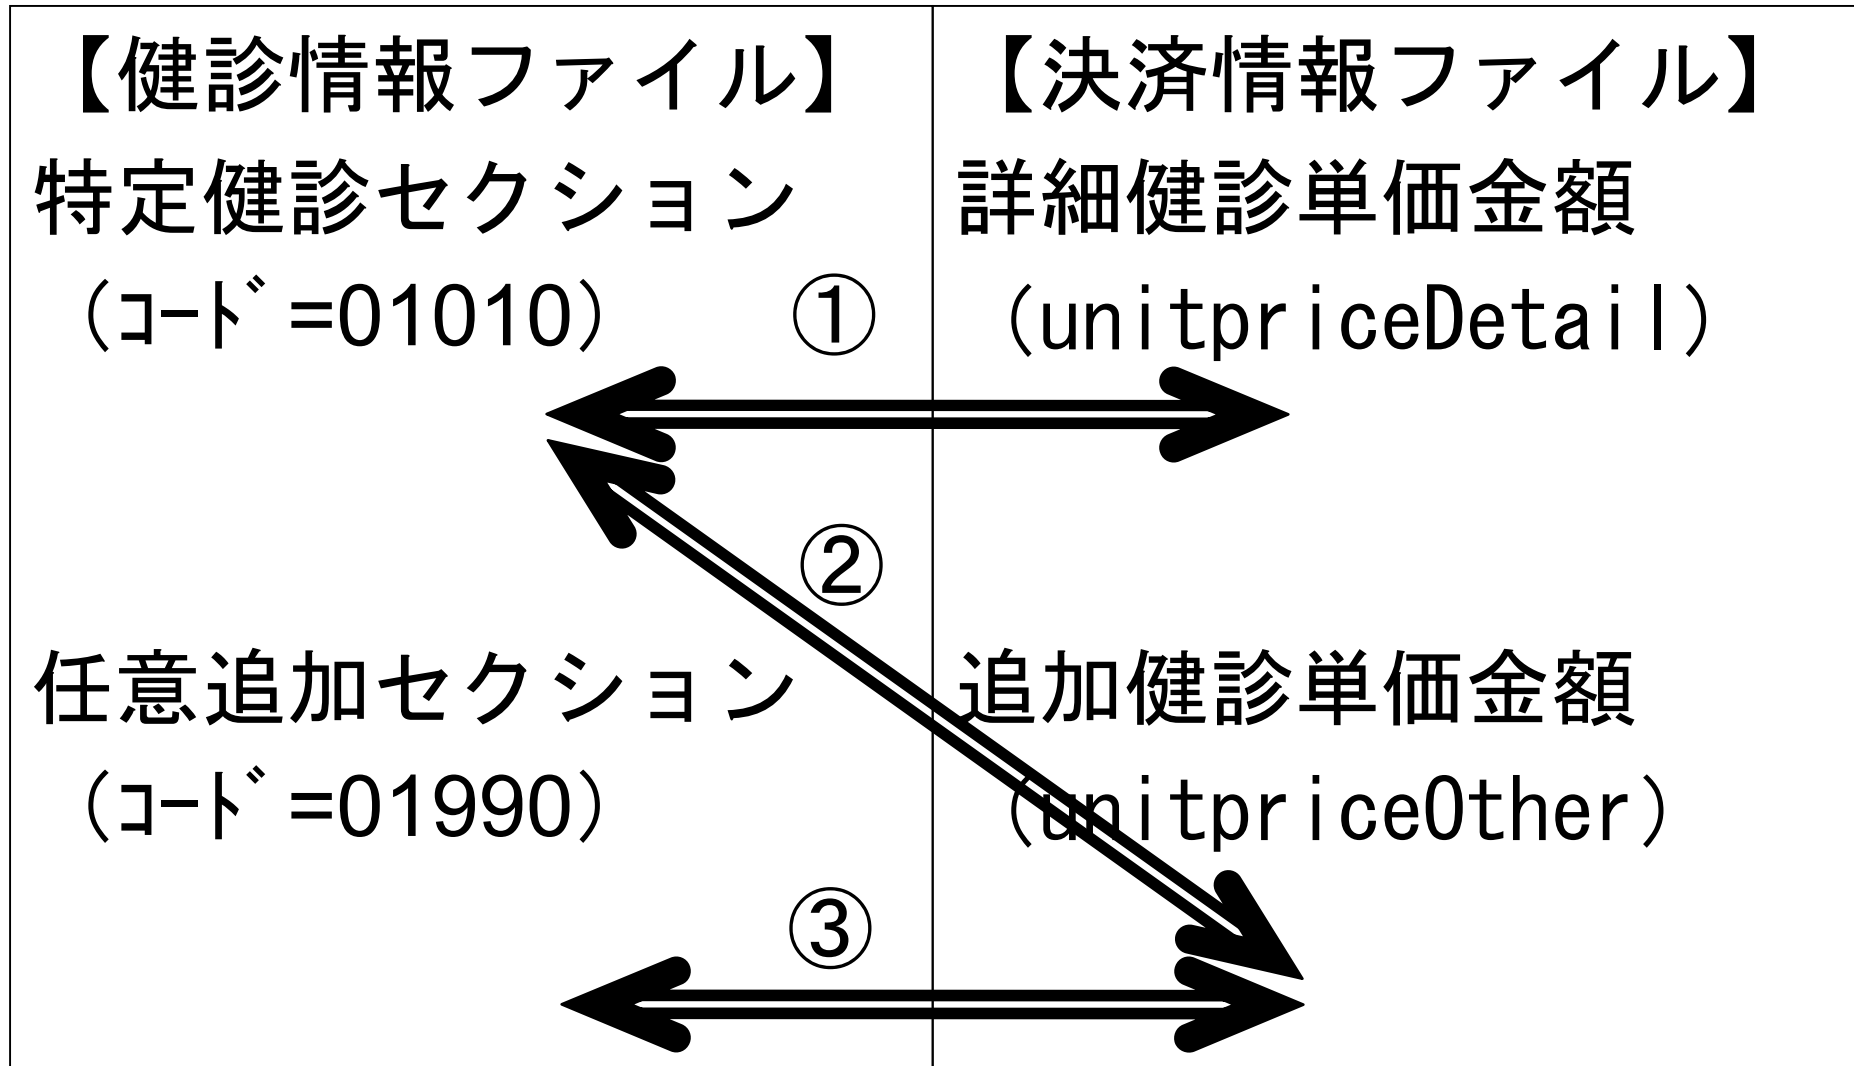 【健診情報ファイル】
特定健診セクション
（ｺｰﾄﾞ=01010）
①
【決済情報ファイル】
詳細健診単価金額
（unitpriceDetail）
②
任意追加セクション
（ｺｰﾄﾞ=01990）
③
追加健診単価金額
（unitpriceOther）